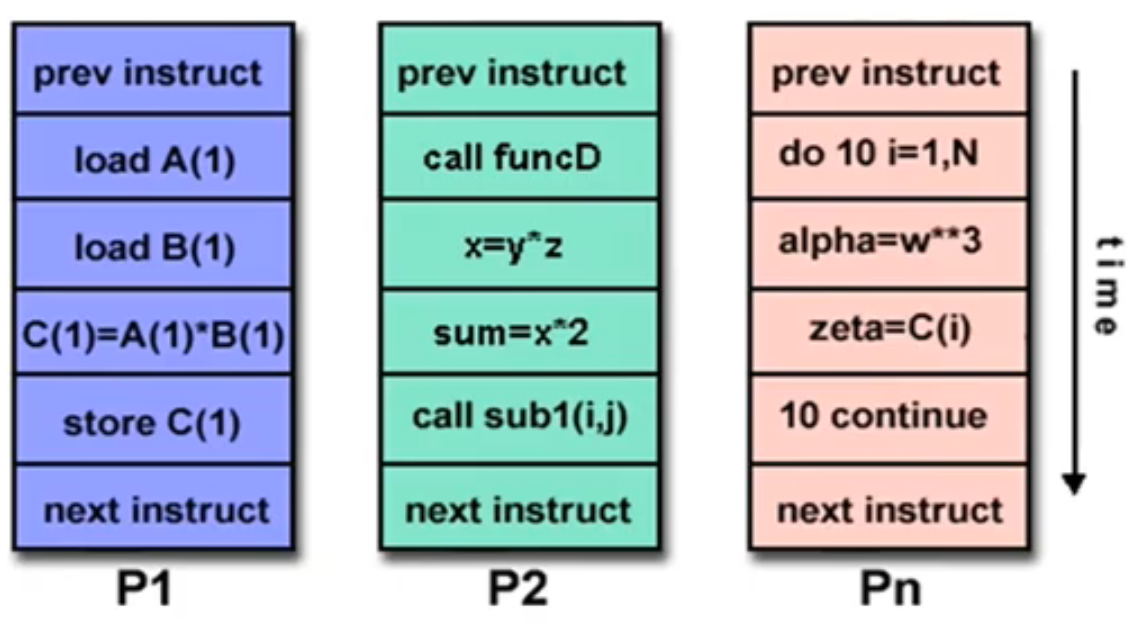 prev instruct
load A(1)
load B(1)
C(1)=A(1)*B(1)
store C(1)
next instruct
P1
prev instruct
call funcD
x=y*z
sum=x*2
call sub1(i,j)
next instruct
P2
prev instruct
do 10 i=1,N
alpha=w**3
zeta=C(i)
10 continue
next instruct
Pn
time